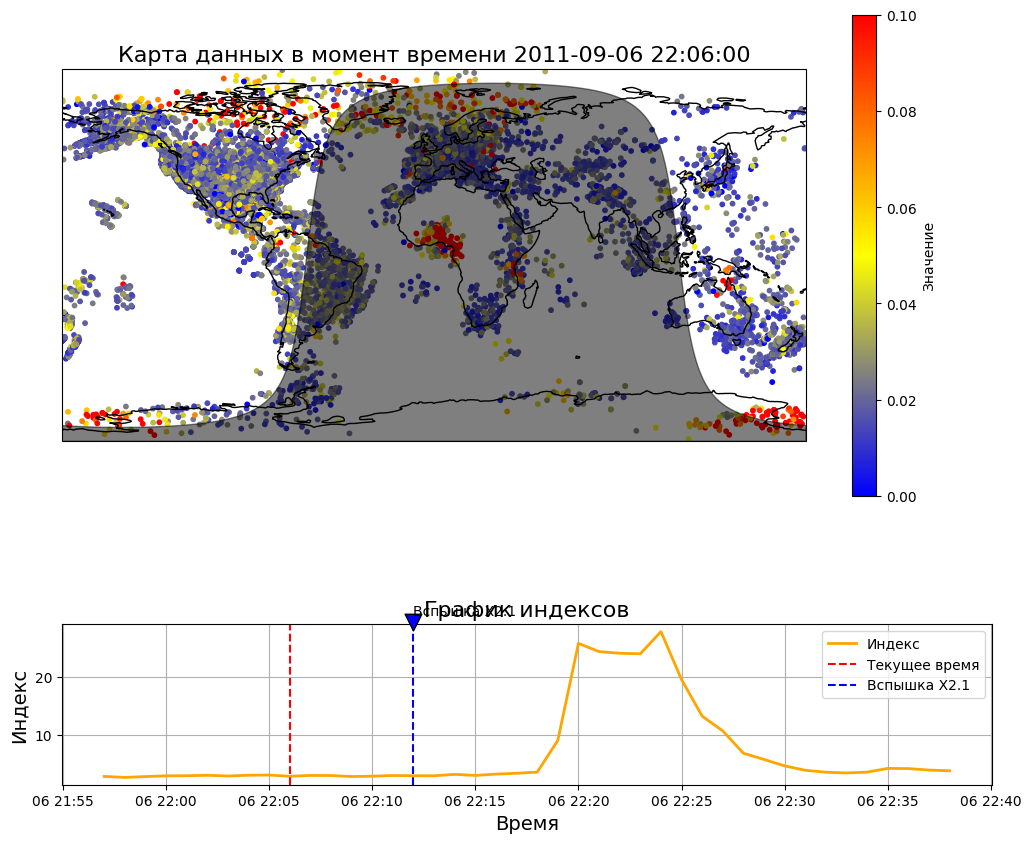 Карта данных в момент времени 2011-09-06 22:06:00
0.10
0.08
0.06
0.04
0.02
0.00
Значение
График индексов
Вспышка X2.1
Индекс
Текущее время
Вспышка X2.1
20
10
Индекс
06 21:55 06 22:00 06 22:05 06 22:10 06 22:15 06 22:20 06 22:25 06 22:30 06 22:35 06 22:40
Время